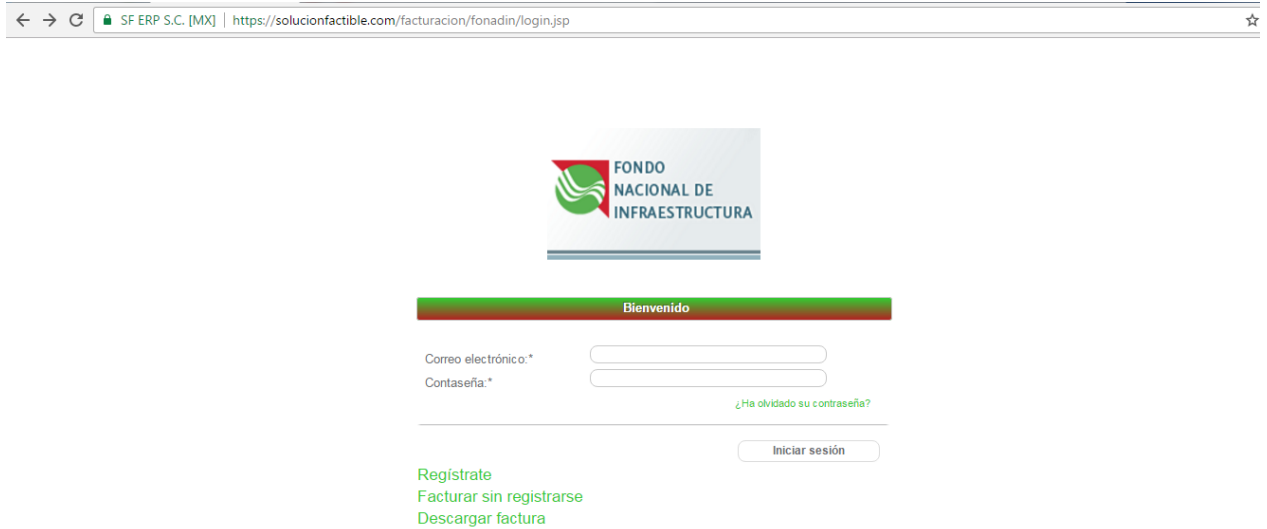 SF ERP S.C. [MX] | https://solucionfactible.com/facturacion/fonadin/login.jsp
FONDO
NACIONAL DE
INFRAESTRUCTURA
Bienvenido
Correo electrónico:*
Contaseña:*
¿Ha olvidado su contraseña?
Iniciar sesión
Regístrate
Facturar sin registrarse
Descargar factura